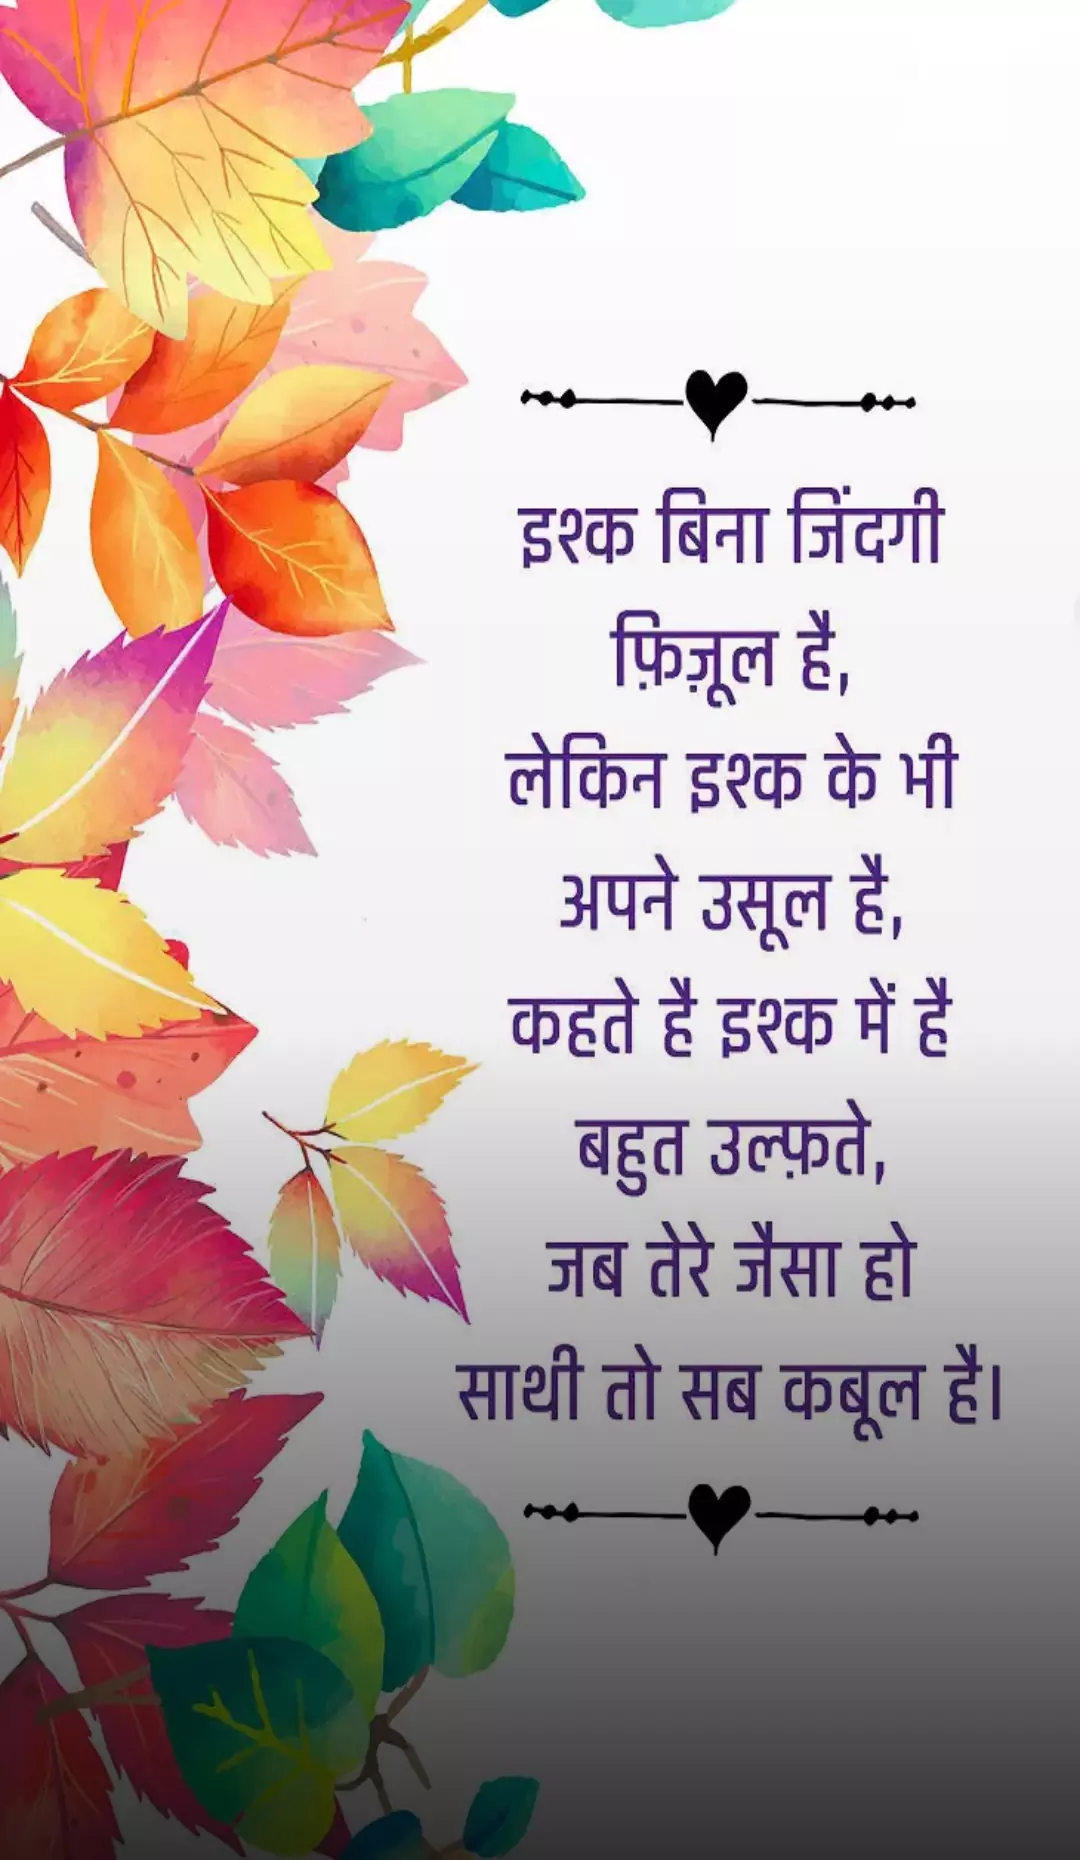 इश्क बिना जिंदगी
फ़िज़ूल है,
लेकिन इश्क के भी
अपने उसूल है,
कहते है इश्क में है
बहुत उल्फ़ते,
जब तेरे जैसा हो
साथी तो सब कबूल है।